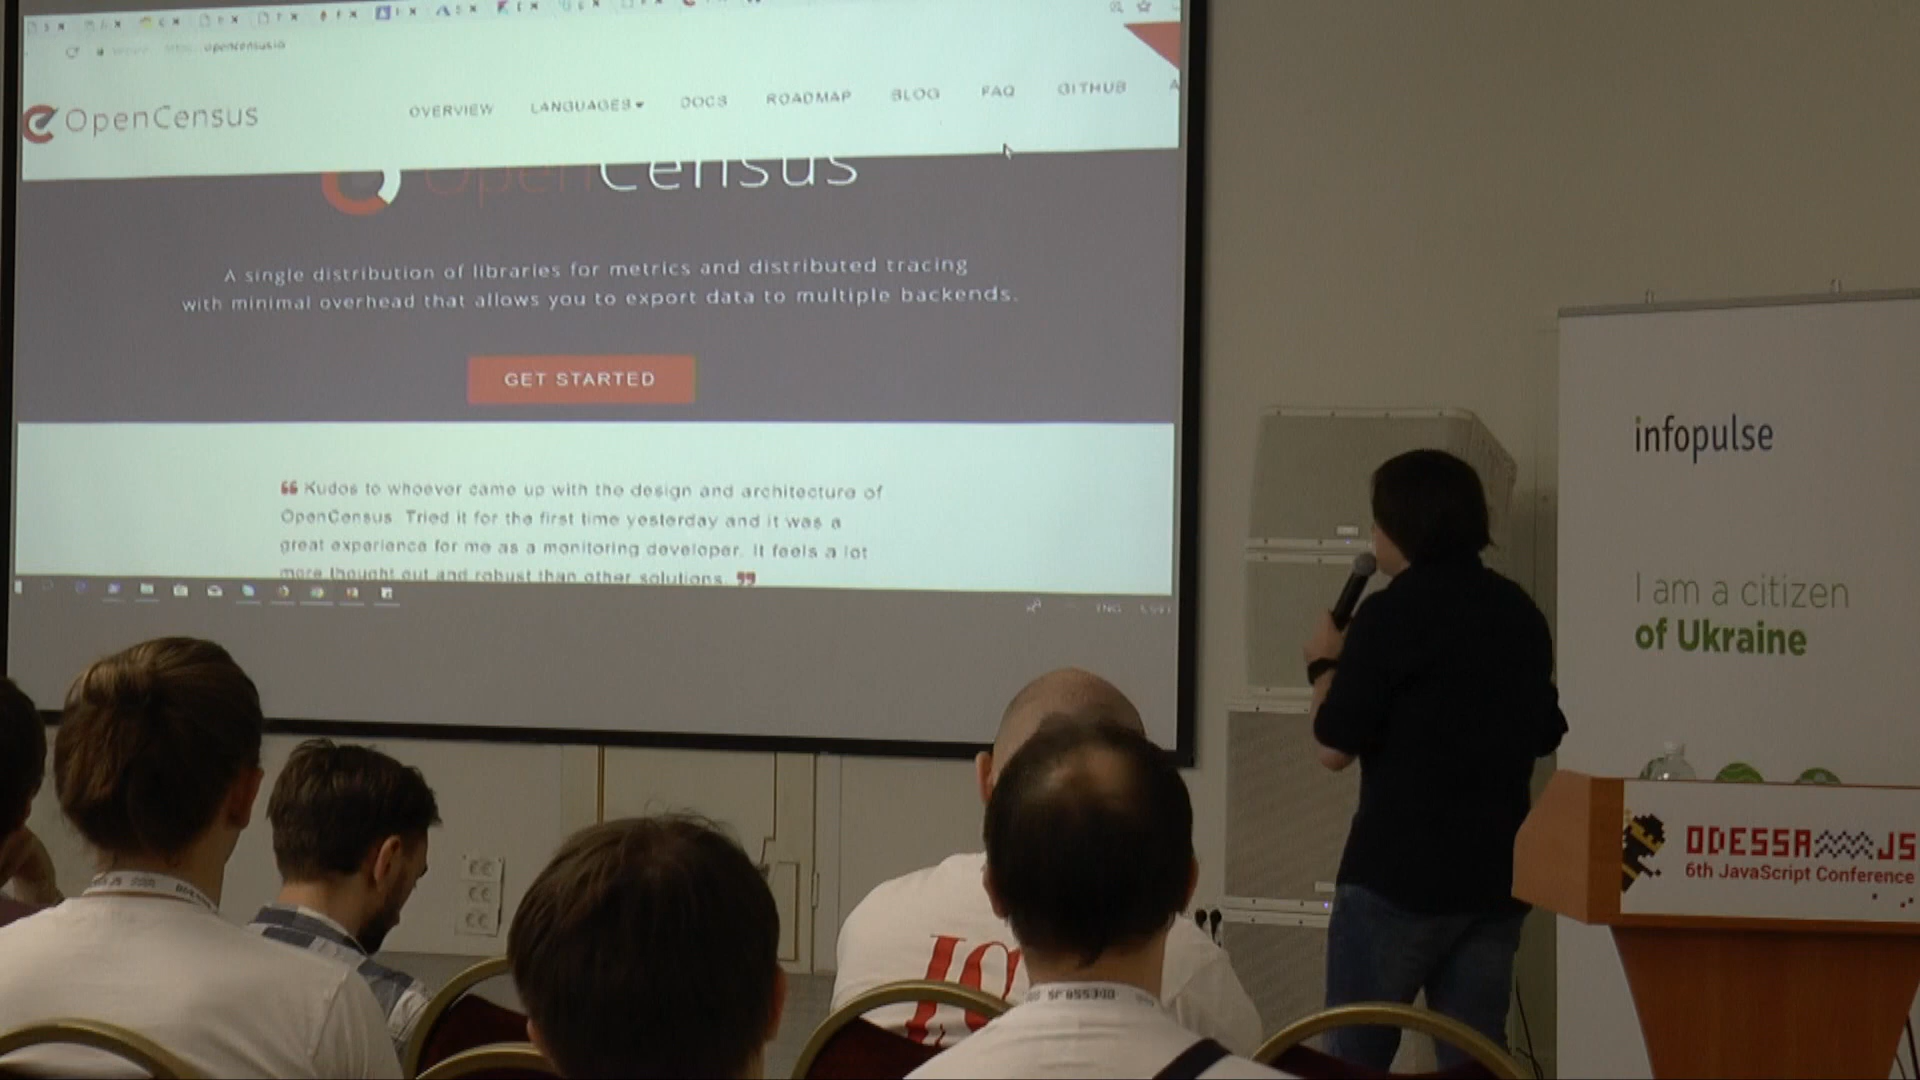 opencensus.io
OpenCensus
OVERVIEW LANGUAGES DOCS ROADMAP BLOG FAQ GITHUB
OpenCensus
A single distribution of libraries for metrics and distributed tracing
with minimal overhead that allows you to export data to multiple backends.
GET STARTED
“ Kudos to whoever came up with the design and architecture of
OpenCensus. Tried it for the first time yesterday and it was a
great experience for me as a monitoring developer. It feels a lot
more thought out and robust than other solutions. ”
ENG
infopulse
I am a citizen
of Ukraine
ODESSA JS
6th JavaScript Conference